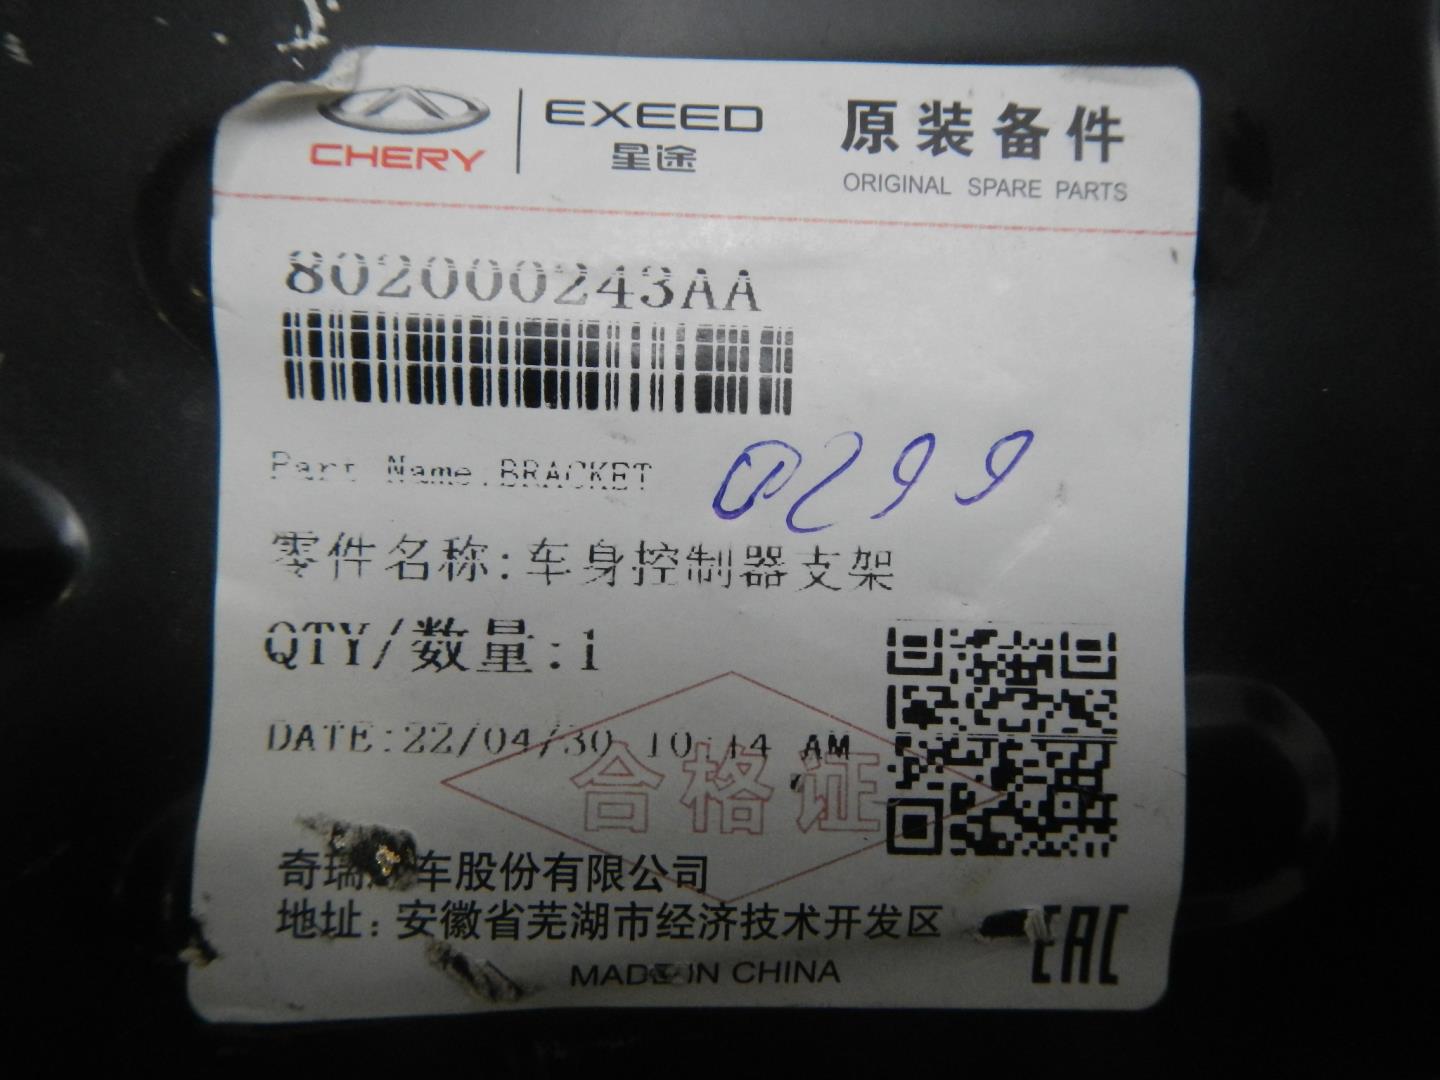 CHERY EXEED 星途 原装备件
ORIGINAL SPARE PARTS
802000243AA
Part Name:BRACKET
零件名称:车身控制器支架
QTY/数量:1
DATE:22/04/30 10:14 AM
合格证
奇瑞 车股份有限公司
地址：安徽省芜湖市经济技术开发区
MADE IN CHINA
EAC